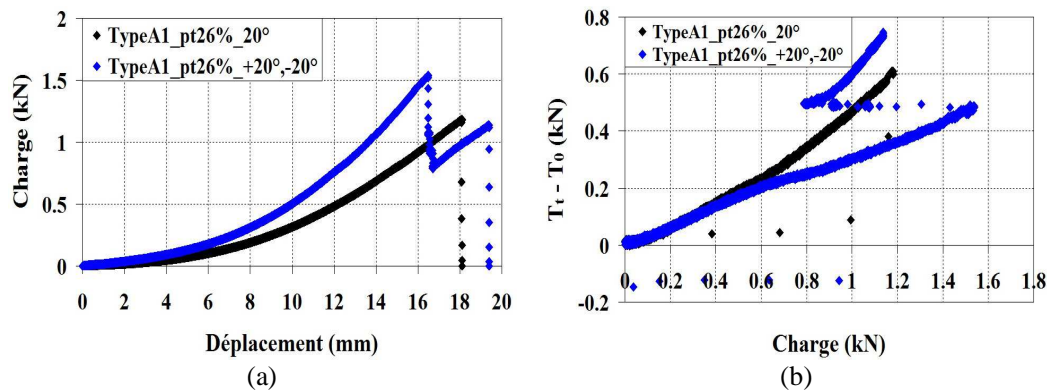 2
1.5
1
0.5
0
Charge (kN)
TypeA1_pt26%_20°
TypeA1_pt26%_+20°,-20°
0 2 4 6 8 10 12 14 16 18 20
Déplacement (mm)
(a)
0.8
0.6
0.4
0.2
0
-0.2
Tt - To (kN)
TypeA1_pt26%_20°
TypeA1_pt26%_+20°,-20°
0 0.2 0.4 0.6 0.8 1 1.2 1.4 1.6 1.8
Charge (kN)
(b)